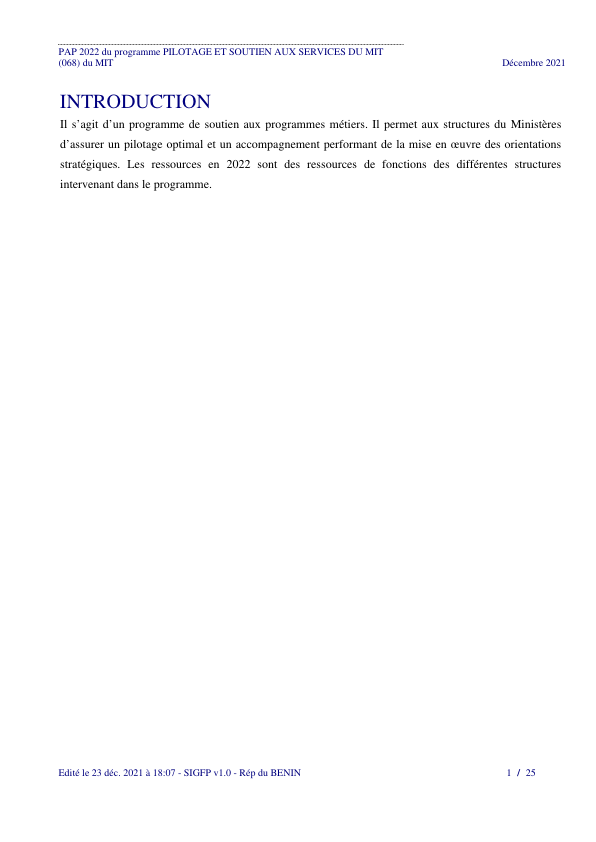 PAP 2022 du programme PILOTAGE ET SOUTIEN AUX SERVICES DU MIT
(068) du MIT Décembre 2021
INTRODUCTION
Il s’agit d’un programme de soutien aux programmes métiers. Il permet aux structures du Ministères
d’assurer un pilotage optimal et un accompagnement performant de la mise en œuvre des orientations
stratégiques. Les ressources en 2022 sont des ressources de fonctions des différentes structures
intervenant dans le programme.
Edité le 23 déc. 2021 à 18:07 - SIGFP v1.0 - Rép du BENIN 1 / 25